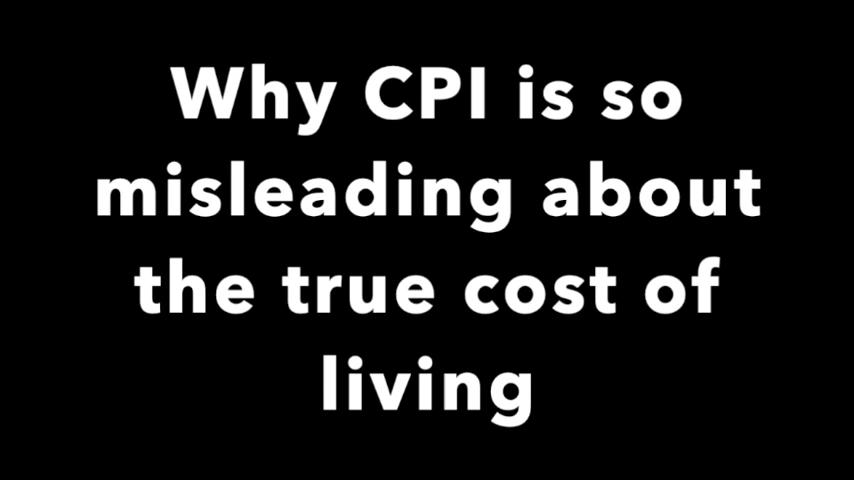 Why CPI is so
misleading about
the true cost of
living